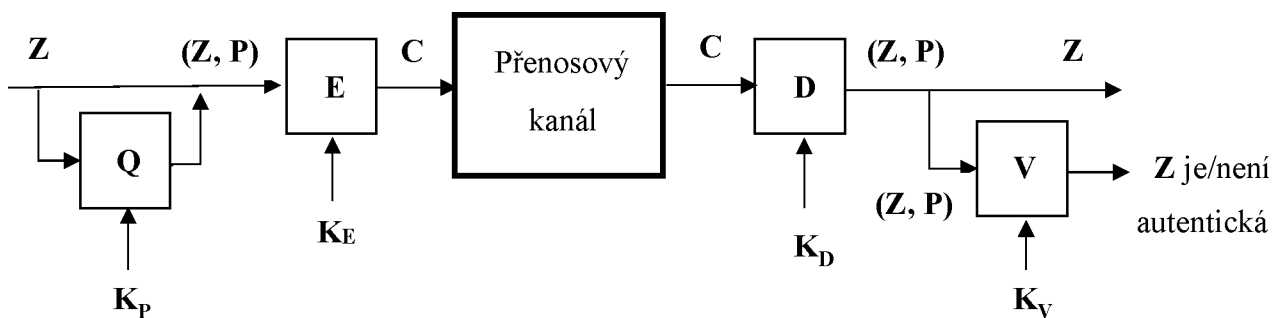 Z
(Z, P)
E
C
Přenosový
kanál
C
D
(Z, P)
Z
Q
V
(Z, P)
Z je/není
autentická
K_E
K_D
K_P
K_V